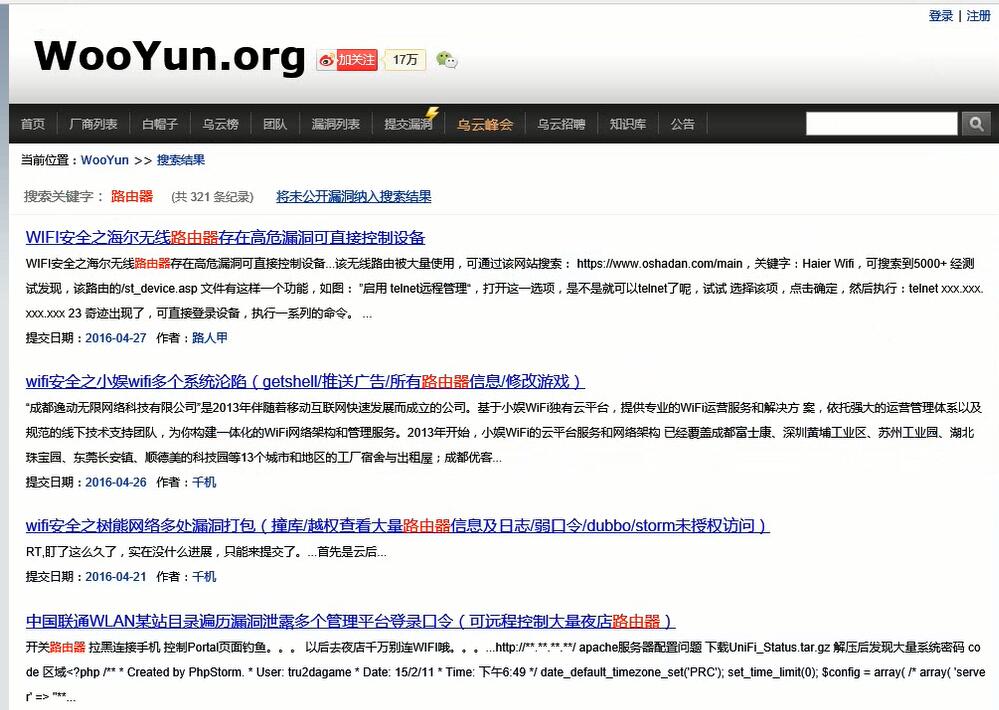 登录 | 注册
WooYun.org 加关注 17万
首页 厂商列表 白帽子 乌云榜 团队 漏洞列表 提交漏洞 乌云峰会 乌云招聘 知识库 公告
当前位置：WooYun >> 搜索结果
搜索关键字： 路由器 (共 321 条纪录) 将未公开漏洞纳入搜索结果
WIFI安全之海尔无线路由器存在高危漏洞可直接控制设备
WIFI安全之海尔无线路由器存在高危漏洞可直接控制设备...该无线路由被大量使用，可通过该网站搜索： https://www.oshadan.com/main，关键字：Haier Wifi，可搜索到5000+ 经测
试发现，该路由的/st_device.asp 文件有这样一个功能，如图： ”启用 telnet远程管理“，打开这一选项，是不是就可以telnet了呢，试试 选择该项，点击确定，然后执行：telnet xxx.xxx.
xxx.xxx 23 奇迹出现了，可直接登录设备，执行一系列的命令。 ...
提交日期：2016-04-27 作者：路人甲
wifi安全之小娱wifi多个系统沦陷（getshell/推送广告/所有路由器信息/修改游戏）
“成都逸动无限网络科技有限公司”是2013年伴随着移动互联网快速发展而成立的公司。基于小娱WiFi独有云平台，提供专业的WiFi运营服务和解决方 案，依托强大的运营管理体系以及
规范的线下技术支持团队，为你构建一体化的WiFi网络架构和管理服务。2013年开始，小娱WiFi的云平台服务和网络架构 已经覆盖成都富士康、深圳黄埔工业区、苏州工业园、湖北
珠宝园、东莞长安镇、顺德美的科技园等13个城市和地区的工厂宿舍与出租屋；成都优客...
提交日期：2016-04-26 作者：千机
wifi安全之树能网络多处漏洞打包（撞库/越权查看大量路由器信息及日志/弱口令/dubbo/storm未授权访问）
RT,盯了这么久了，实在没什么进展，只能来提交了。...首先是云后...
提交日期：2016-04-21 作者：千机
中国联通WLAN某站目录遍历漏洞泄露多个管理平台登录口令（可远程控制大量夜店路由器）
开关路由器 拉黑连接手机 控制Portal页面钓鱼。。。 以后去夜店千万别连WIFI哦。。。...http://**.**.**.**/ apache服务器配置问题 下载UniFi_Status.tar.gz 解压后发现大量系统密码 co
de 区域<?php /** * Created by PhpStorm. * User: tru2dagame * Date: 15/2/11 * Time: 下午6:49 */ date_default_timezone_set('PRC'); set_time_limit(0); $config = array( /* array( 'serve
r' => "**...